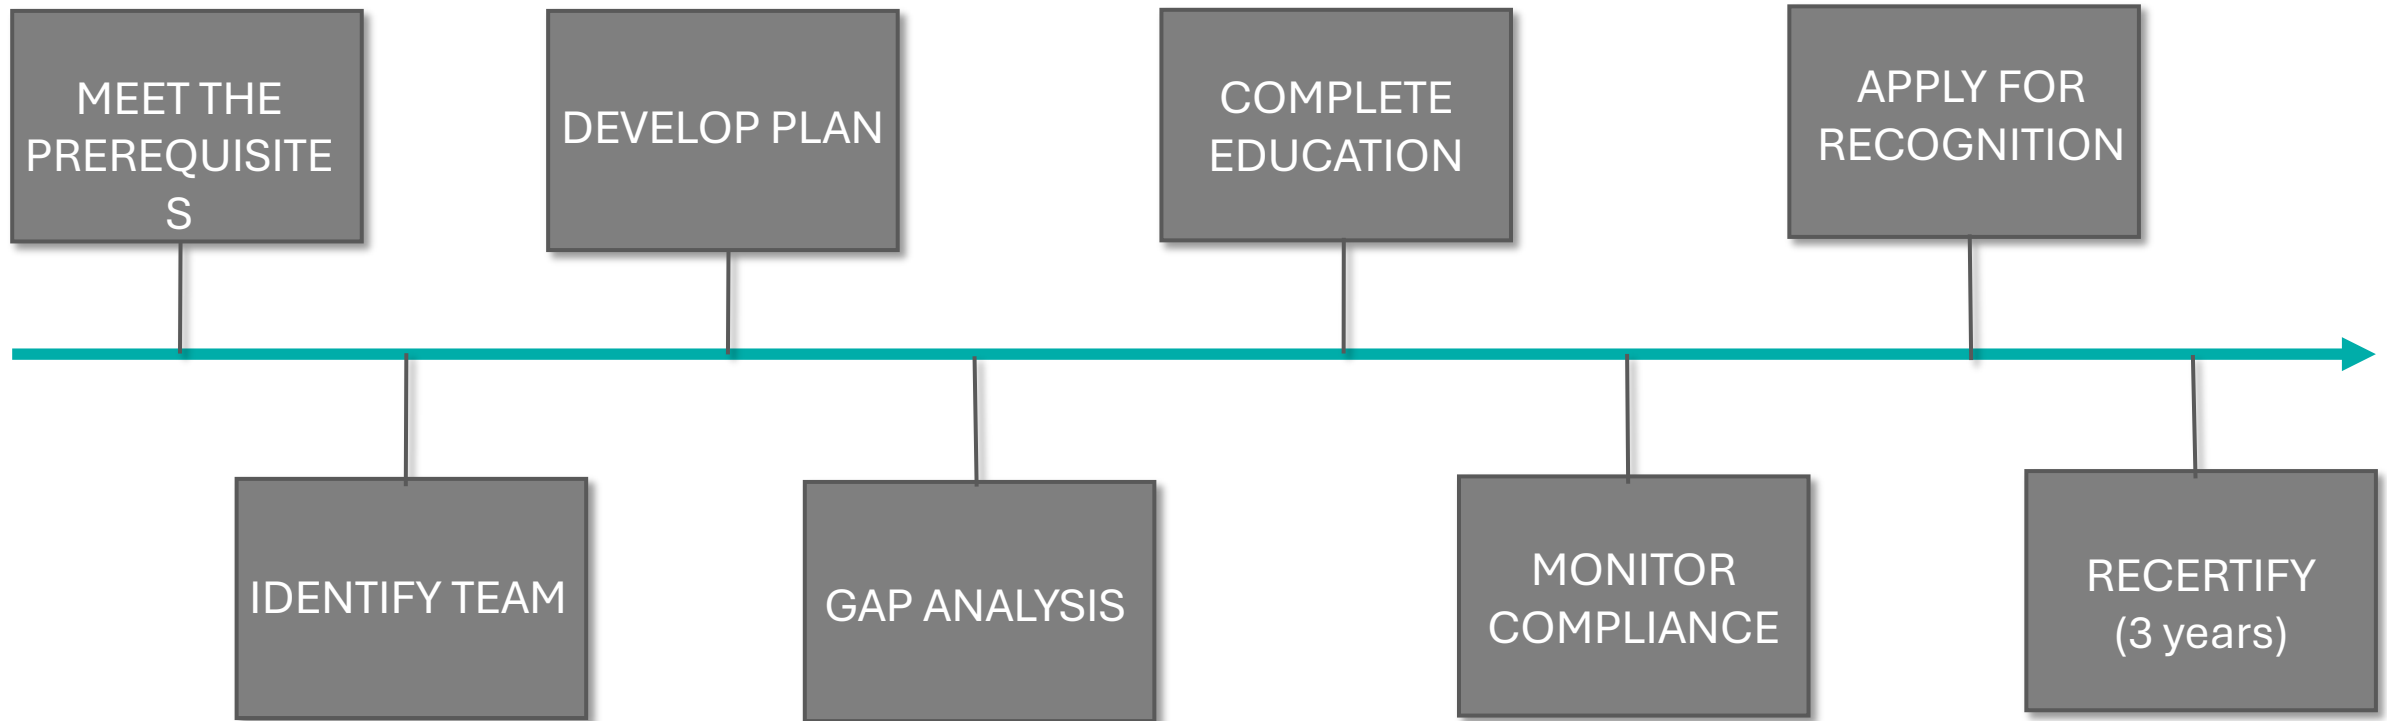 MEET THE
PREREQUISITE
S
IDENTIFY TEAM
DEVELOP PLAN
GAP ANALYSIS
COMPLETE
EDUCATION
MONITOR
COMPLIANCE
APPLY FOR
RECOGNITION
RECERTIFY
(3 years)